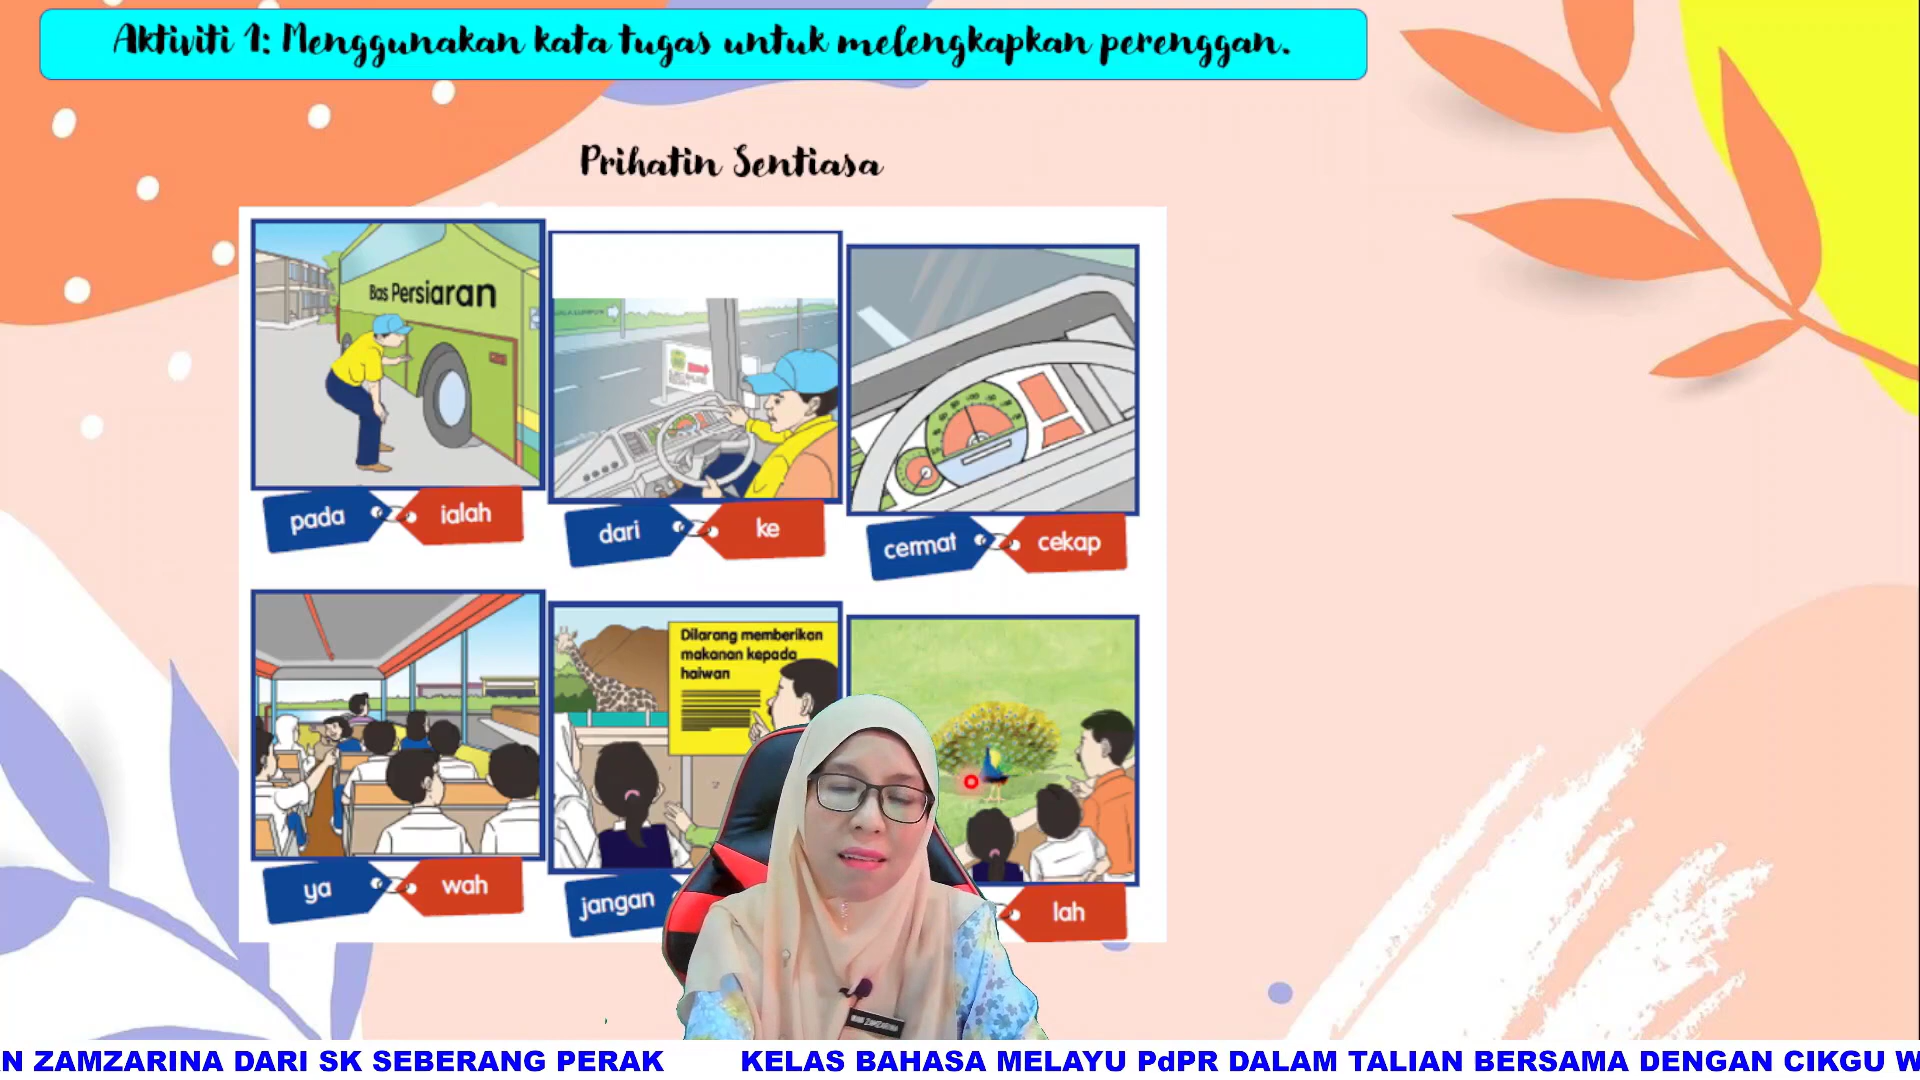 Aktiviti 1: Menggunakan kata tugas untuk melengkapkan perenggan.
Prihatin Sentiasa
Bas Persiaran
pada
ialah
dari
ke
cermat
cekap
Dilarang memberikan
makanan kepada
haiwan
ya
wah
jangan
lah
N ZAMZARINA DARI SK SEBERANG PERAK
KELAS BAHASA MELAYU PdPR DALAM TALIAN BERSAMA DENGAN CIKGU W